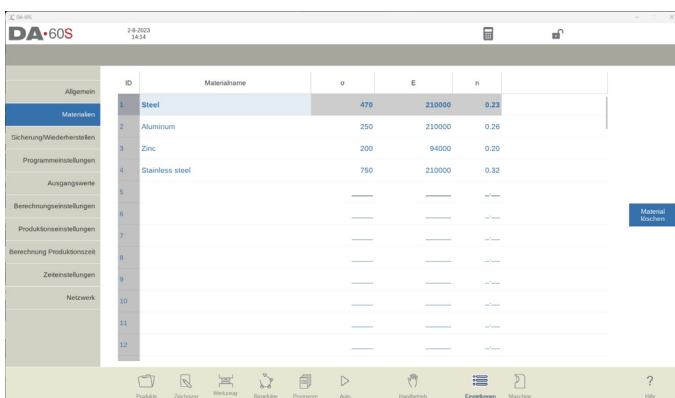 DA-60S
DA•60S
2-8-2023
14:14
ID Materialname σ E n
Allgemein
Materialien
Sicherung/Wiederherstellen
Programmeinstellungen
Ausgangswerte
Berechnungseinstellungen
Produktionseinstellungen
Berechnung Produktionszeit
Zeiteinstellungen
Netzwerk
1 Steel 470 210000 0.23
2 Aluminum 250 210000 0.26
3 Zinc 200 94000 0.20
4 Stainless steel 750 210000 0.32
5
6
7
8
9
10
11
12
Material
löschen
?
Produkte Zeichnung Werkzeug Biegefolge Programm Auto Handbetrieb Einstellungen Maschine Hilfe